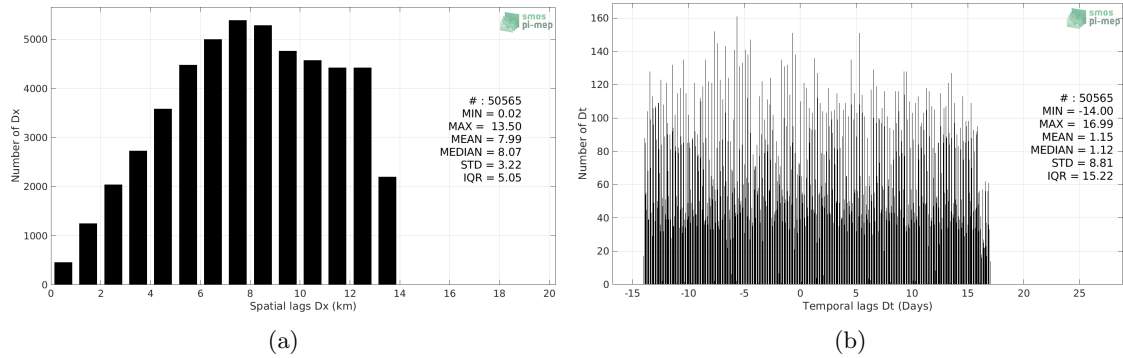 smos
pi-mep
5000
4000
3000
2000
1000
0
Number of Dx
# : 50565
MIN = 0.02
MAX = 13.50
MEAN = 7.99
MEDIAN = 8.07
STD = 3.22
IQR = 5.05
0 2 4 6 8 10 12 14 16 18 20
Spatial lags Dx (km)
(a)
smos
pi-mep
160
140
120
100
80
60
40
20
0
Number of Dt
# : 50565
MIN = -14.00
MAX = 16.99
MEAN = 1.15
MEDIAN = 1.12
STD = 8.81
IQR = 15.22
-15 -10 -5 0 5 10 15 20 25
Temporal lags Dt (Days)
(b)